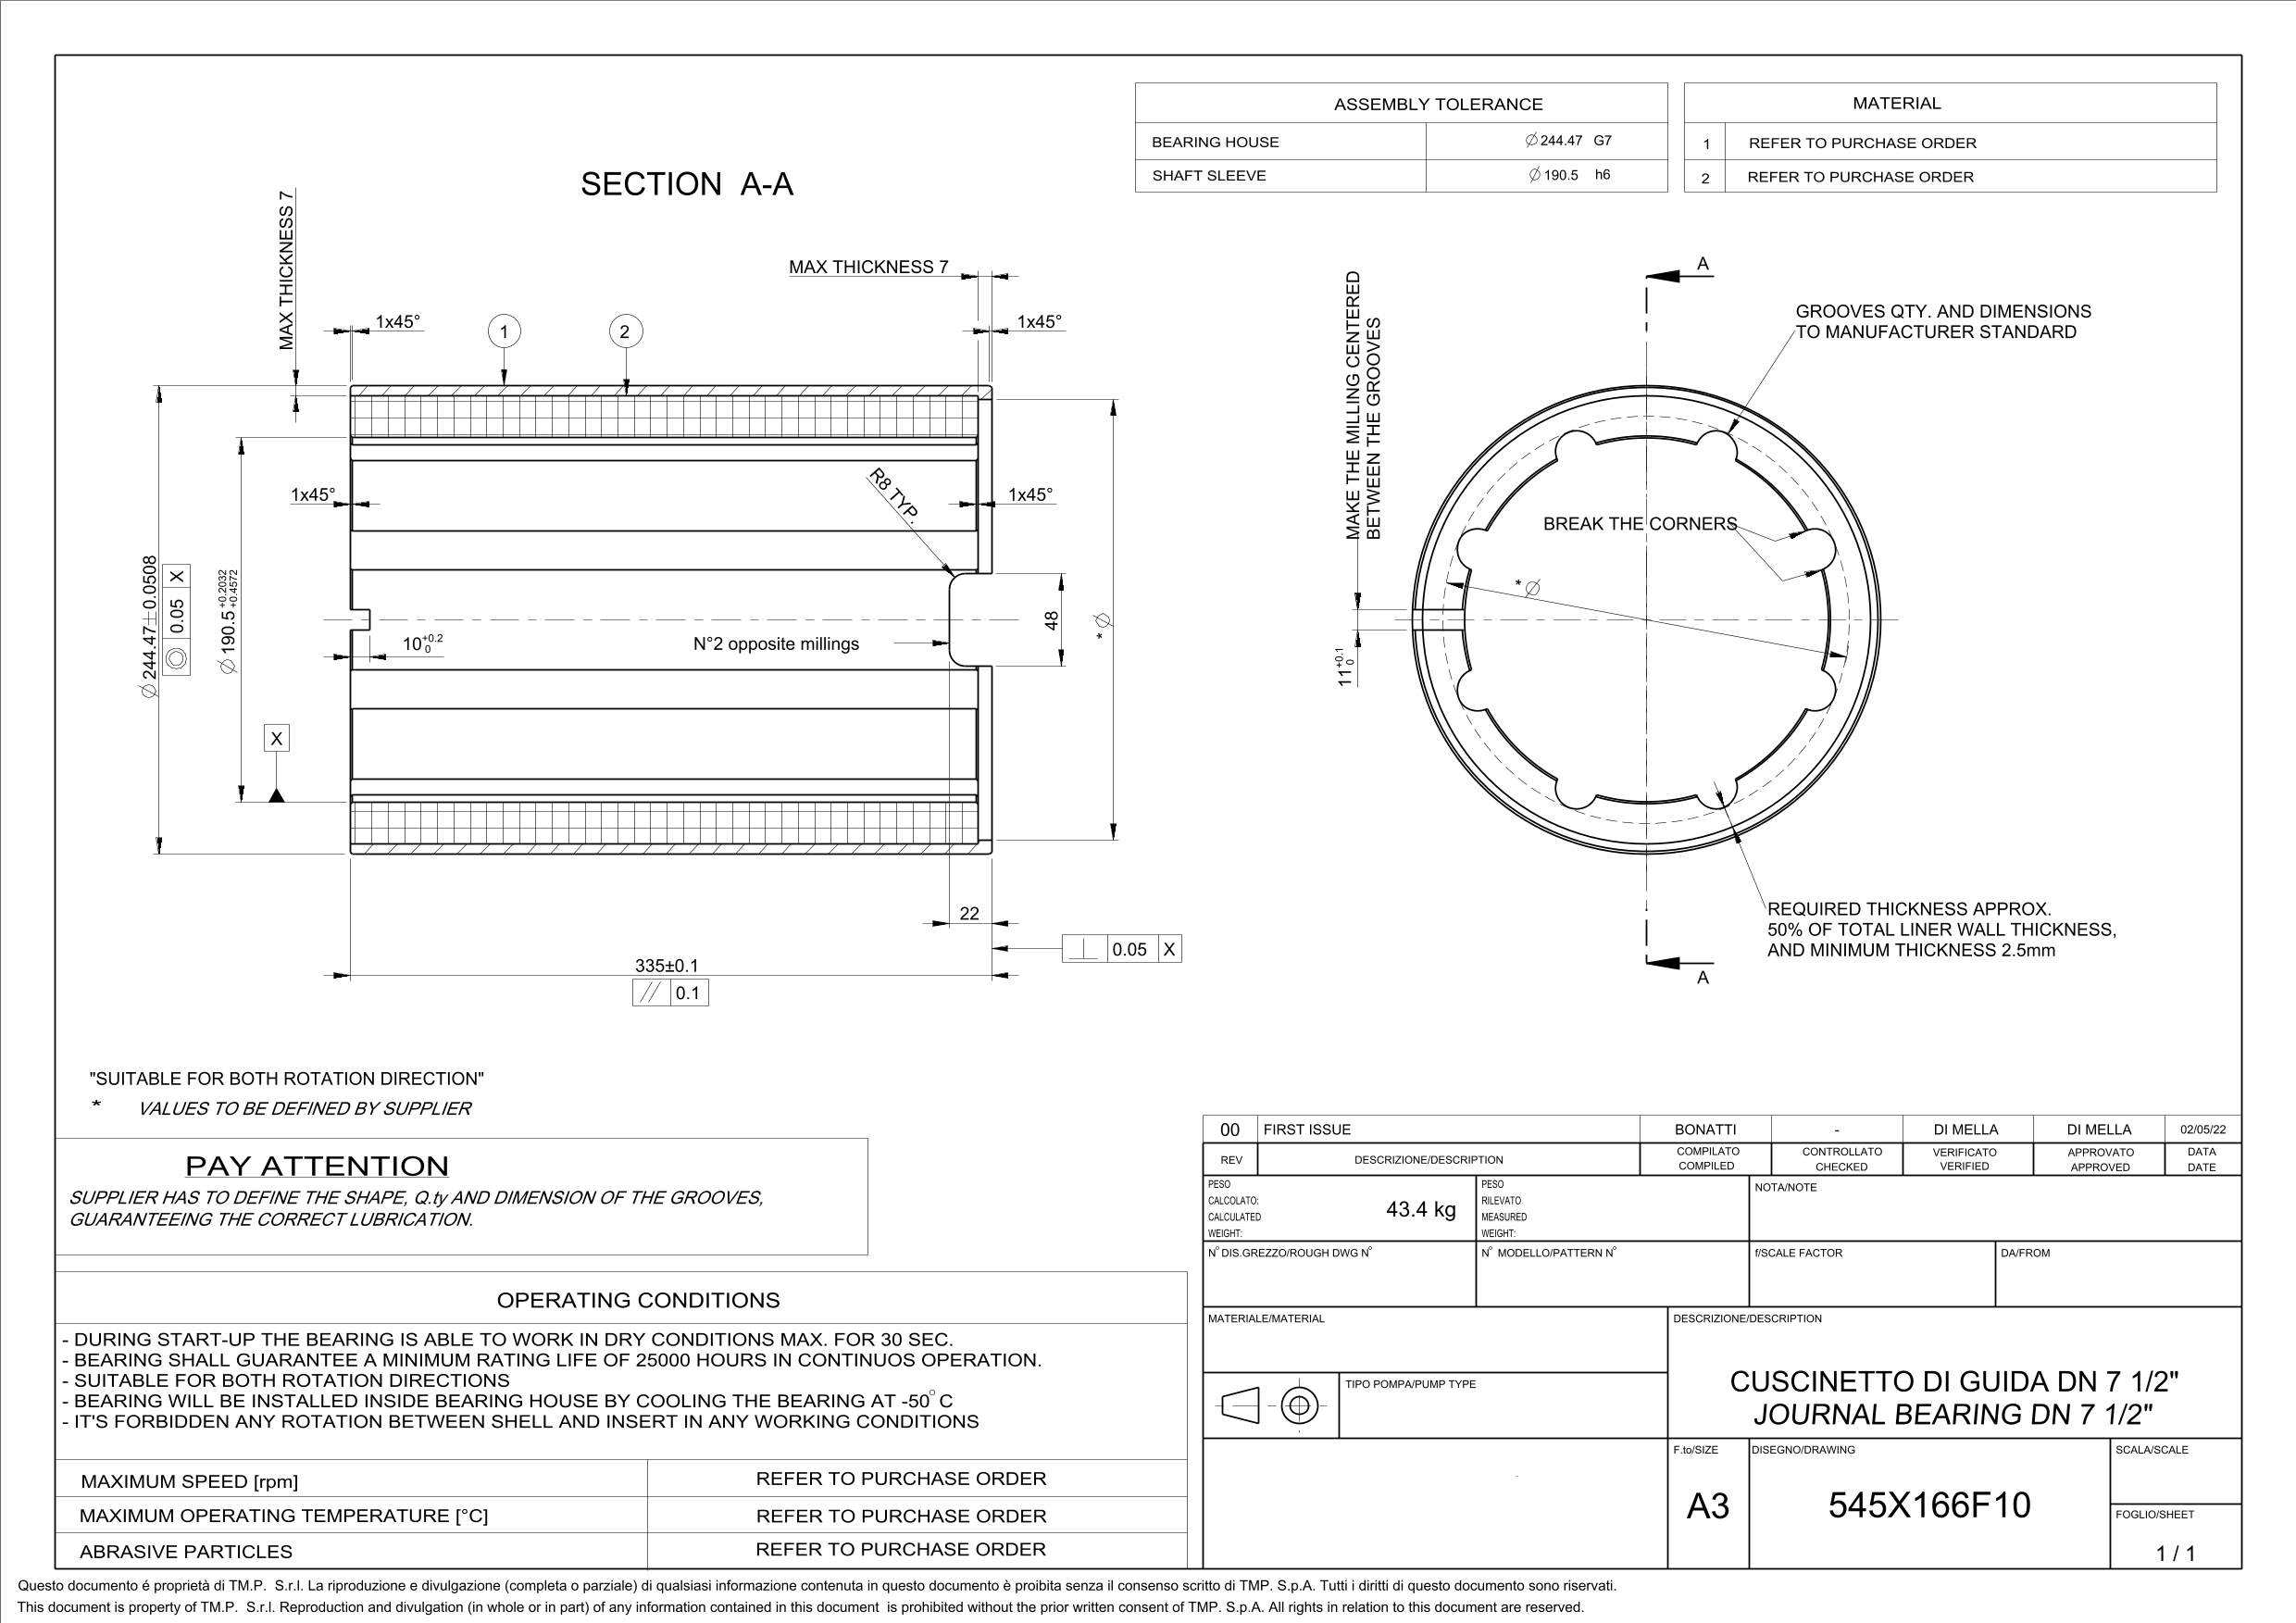 ASSEMBLY TOLERANCE
BEARING HOUSE Ø 244.47 G7
SHAFT SLEEVE Ø 190.5 h6
MATERIAL
1 REFER TO PURCHASE ORDER
2 REFER TO PURCHASE ORDER
SECTION A-A
MAX THICKNESS 7
MAX THICKNESS 7
1x45°
1
2
1x45°
1x45°
1x45°
R8 TYP.
Ø 244.47±0.0508
◎ 0.05 X
Ø 190.5 +0.2032 +0.4572
X
10 +0.2 0
N°2 opposite millings
48
* Ø
22
⊥ 0.05 X
335±0.1
// 0.1
A
MAKE THE MILLING CENTERED
BETWEEN THE GROOVES
GROOVES QTY. AND DIMENSIONS
TO MANUFACTURER STANDARD
BREAK THE CORNERS
* Ø
11 +0.1 0
REQUIRED THICKNESS APPROX.
50% OF TOTAL LINER WALL THICKNESS,
AND MINIMUM THICKNESS 2.5mm
A
"SUITABLE FOR BOTH ROTATION DIRECTION"
* VALUES TO BE DEFINED BY SUPPLIER
PAY ATTENTION
SUPPLIER HAS TO DEFINE THE SHAPE, Q.ty AND DIMENSION OF THE GROOVES,
GUARANTEEING THE CORRECT LUBRICATION.
OPERATING CONDITIONS
- DURING START-UP THE BEARING IS ABLE TO WORK IN DRY CONDITIONS MAX. FOR 30 SEC.
- BEARING SHALL GUARANTEE A MINIMUM RATING LIFE OF 25000 HOURS IN CONTINUOS OPERATION.
- SUITABLE FOR BOTH ROTATION DIRECTIONS
- BEARING WILL BE INSTALLED INSIDE BEARING HOUSE BY COOLING THE BEARING AT -50° C
- IT'S FORBIDDEN ANY ROTATION BETWEEN SHELL AND INSERT IN ANY WORKING CONDITIONS
MAXIMUM SPEED [rpm] REFER TO PURCHASE ORDER
MAXIMUM OPERATING TEMPERATURE [°C] REFER TO PURCHASE ORDER
ABRASIVE PARTICLES REFER TO PURCHASE ORDER
00 FIRST ISSUE BONATTI - DI MELLA DI MELLA 02/05/22
REV DESCRIZIONE/DESCRIPTION COMPILATO COMPILED CONTROLLATO CHECKED VERIFICATO VERIFIED APPROVATO APPROVED DATA DATE
PESO CALCOLATO: CALCULATED WEIGHT: 43.4 kg
PESO RILEVATO MEASURED WEIGHT:
NOTA/NOTE
N° DIS.GREZZO/ROUGH DWG N°
N° MODELLO/PATTERN N°
f/SCALE FACTOR
DA/FROM
MATERIALE/MATERIAL
DESCRIZIONE/DESCRIPTION
CUSCINETTO DI GUIDA DN 7 1/2"
JOURNAL BEARING DN 7 1/2"
TIPO POMPA/PUMP TYPE
F.to/SIZE
A3
DISEGNO/DRAWING
545X166F10
SCALA/SCALE
FOGLIO/SHEET
1 / 1
Questo documento é proprietà di TM.P. S.r.l. La riproduzione e divulgazione (completa o parziale) di qualsiasi informazione contenuta in questo documento è proibita senza il consenso scritto di TMP. S.p.A. Tutti i diritti di questo documento sono riservati.
This document is property of TM.P. S.r.l. Reproduction and divulgation (in whole or in part) of any information contained in this document is prohibited without the prior written consent of TMP. S.p.A. All rights in relation to this document are reserved.